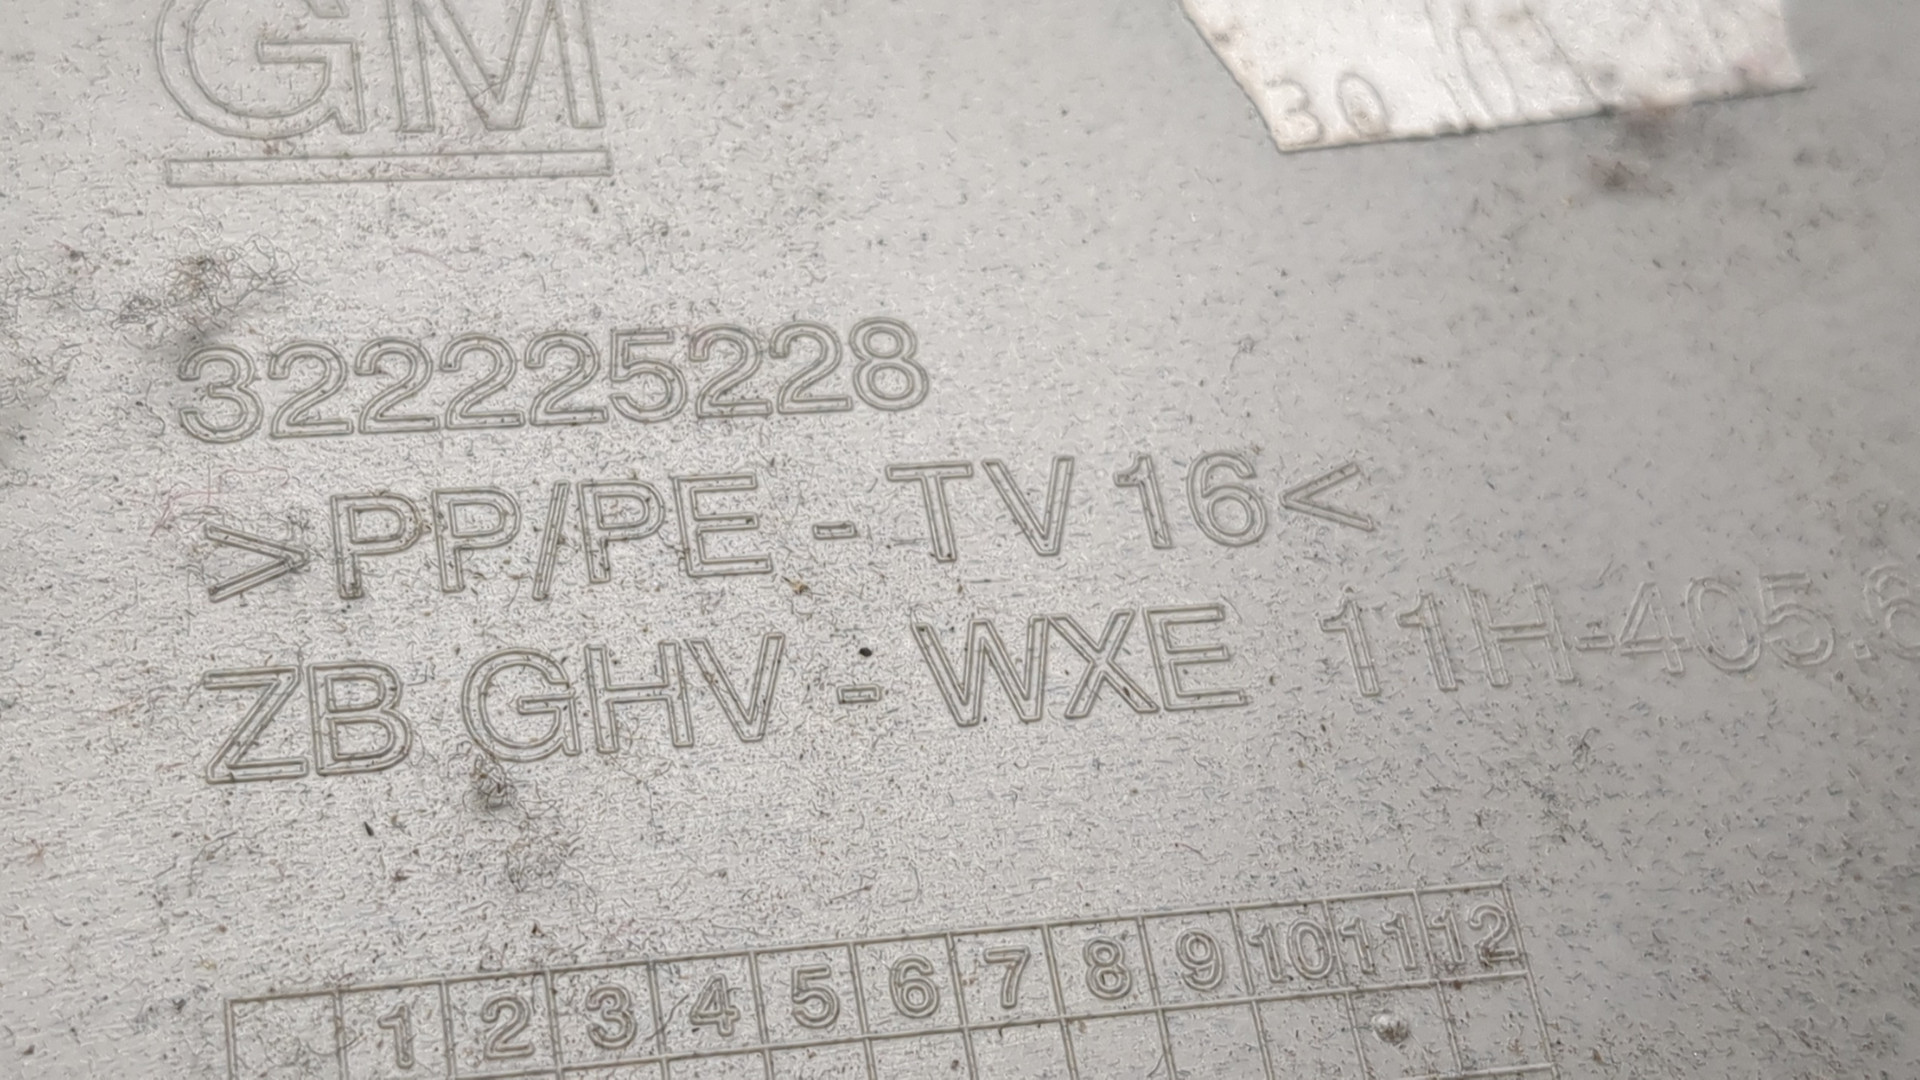 GM
30
322225228
>PP/PE - TV 16<
ZB GHV - WXE 11H-405.6
1 2 3 4 5 6 7 8 9 10 11 12